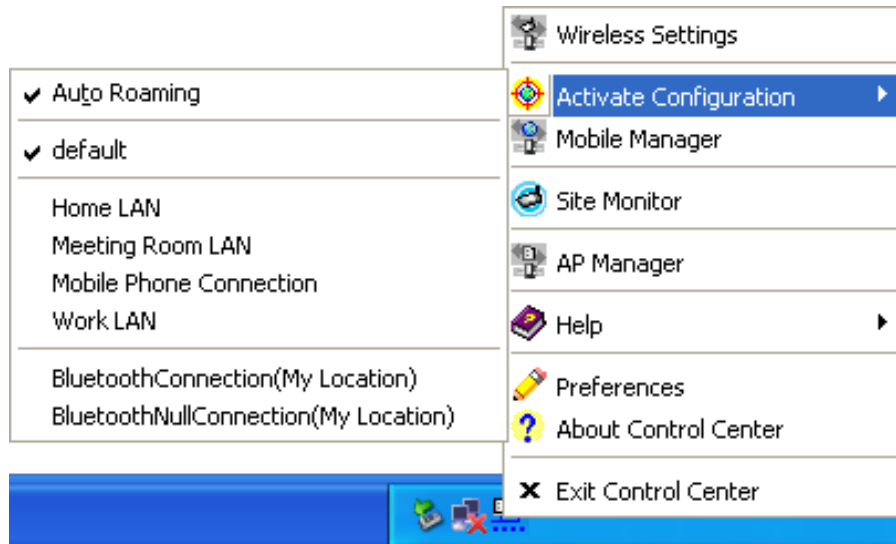 Wireless Settings
Activate Configuration
Mobile Manager
Site Monitor
AP Manager
Help
Preferences
About Control Center
Exit Control Center
Auto Roaming
default
Home LAN
Meeting Room LAN
Mobile Phone Connection
Work LAN
BluetoothConnection(My Location)
BluetoothNullConnection(My Location)